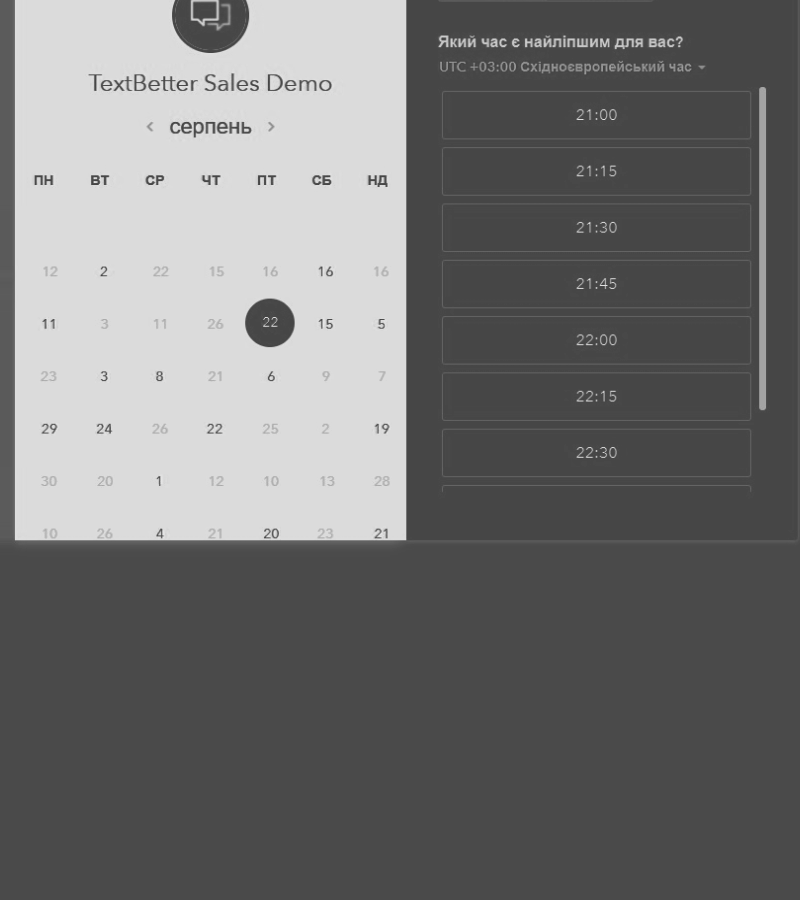 TextBetter Sales Demo
серпень
ПН ВТ СР ЧТ ПТ СБ НД
12 2 22 15 16 16 16
11 3 11 26 22 15 5
23 3 8 21 6 9 7
29 24 26 22 25 2 19
30 20 1 12 10 13 28
10 26 4 21 20 23 21
Який час є найліпшим для вас?
UTC +03:00 Східноєвропейський час
21:00
21:15
21:30
21:45
22:00
22:15
22:30